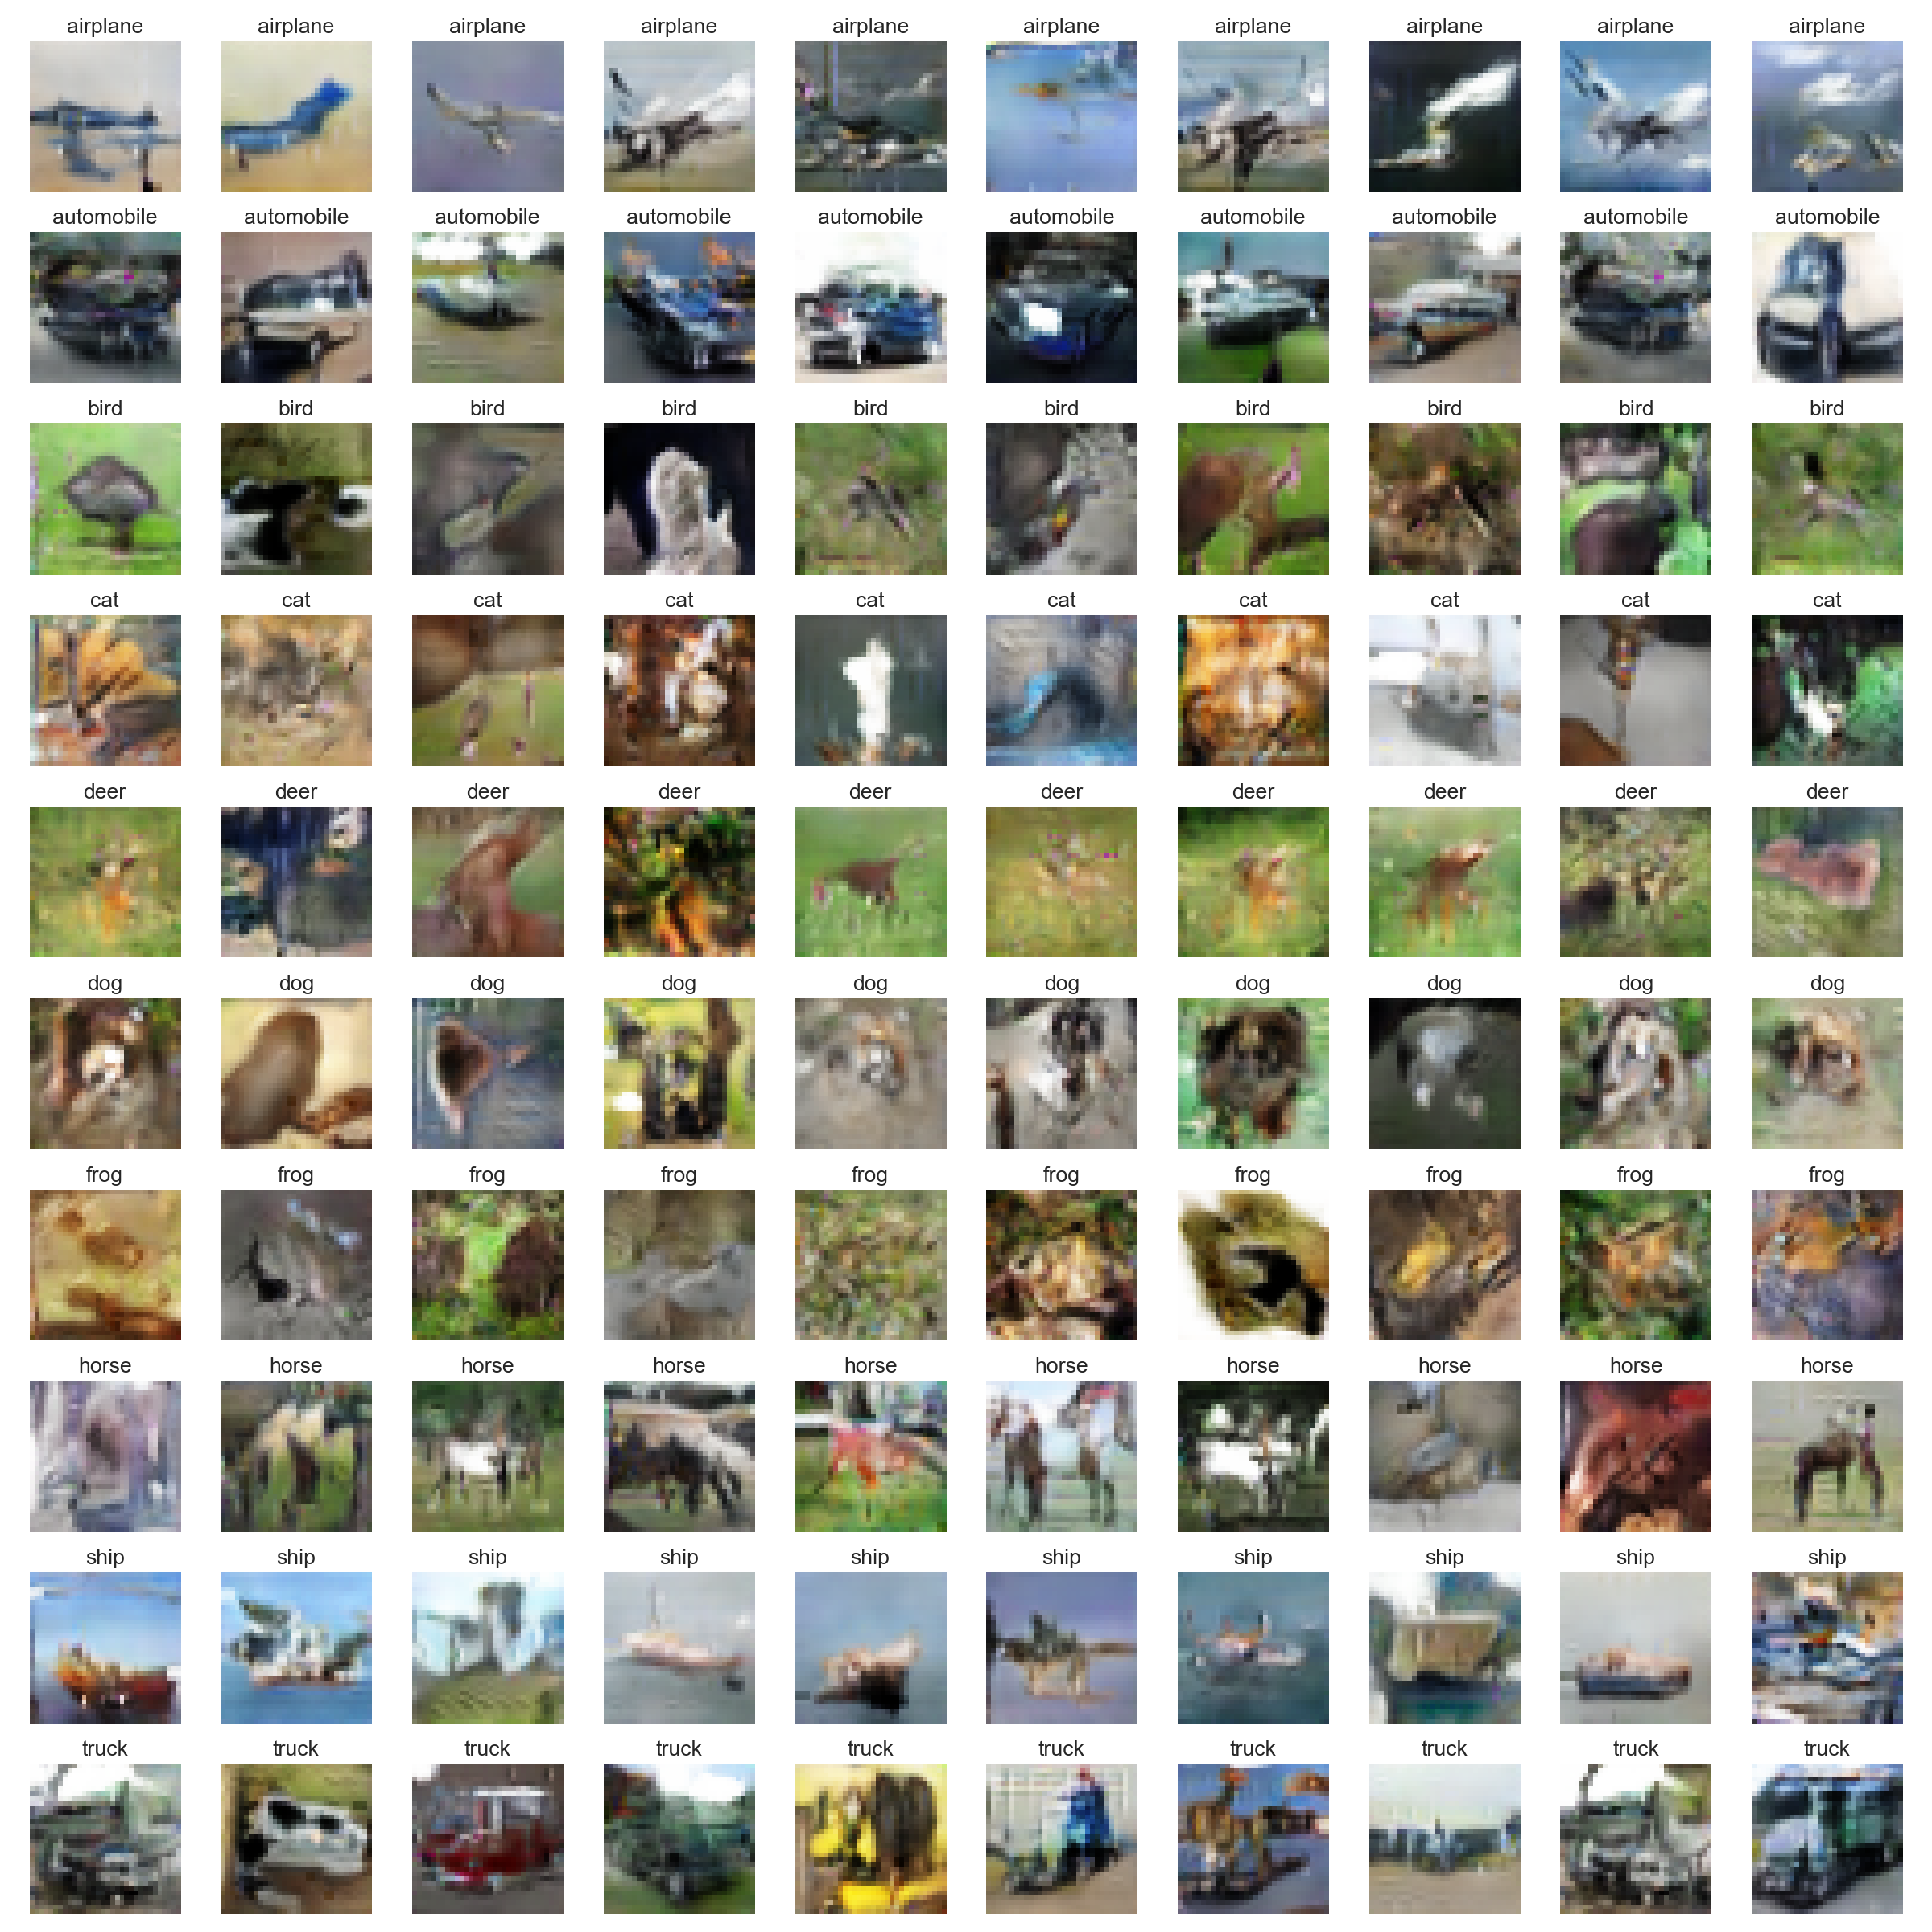 airplane airplane airplane airplane airplane airplane airplane airplane airplane airplane
automobile automobile automobile automobile automobile automobile automobile automobile automobile automobile
bird bird bird bird bird bird bird bird bird bird
cat cat cat cat cat cat cat cat cat cat
deer deer deer deer deer deer deer deer deer deer
dog dog dog dog dog dog dog dog dog dog
frog frog frog frog frog frog frog frog frog frog
horse horse horse horse horse horse horse horse horse horse
ship ship ship ship ship ship ship ship ship ship
truck truck truck truck truck truck truck truck truck truck